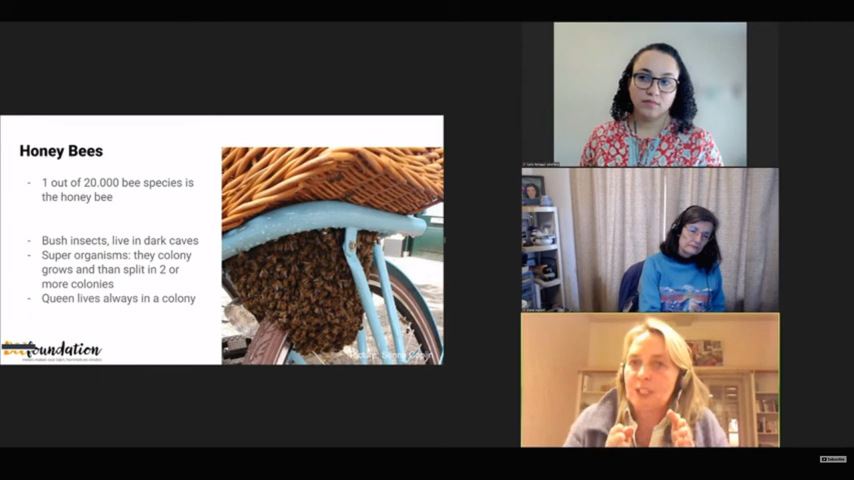 Honey Bees
- 1 out of 20.000 bee species is
the honey bee
- Bush insects, live in dark caves
- Super organisms: they colony
grows and than split in 2 or
more colonies
- Queen lives always in a colony
foundation
Subscribe